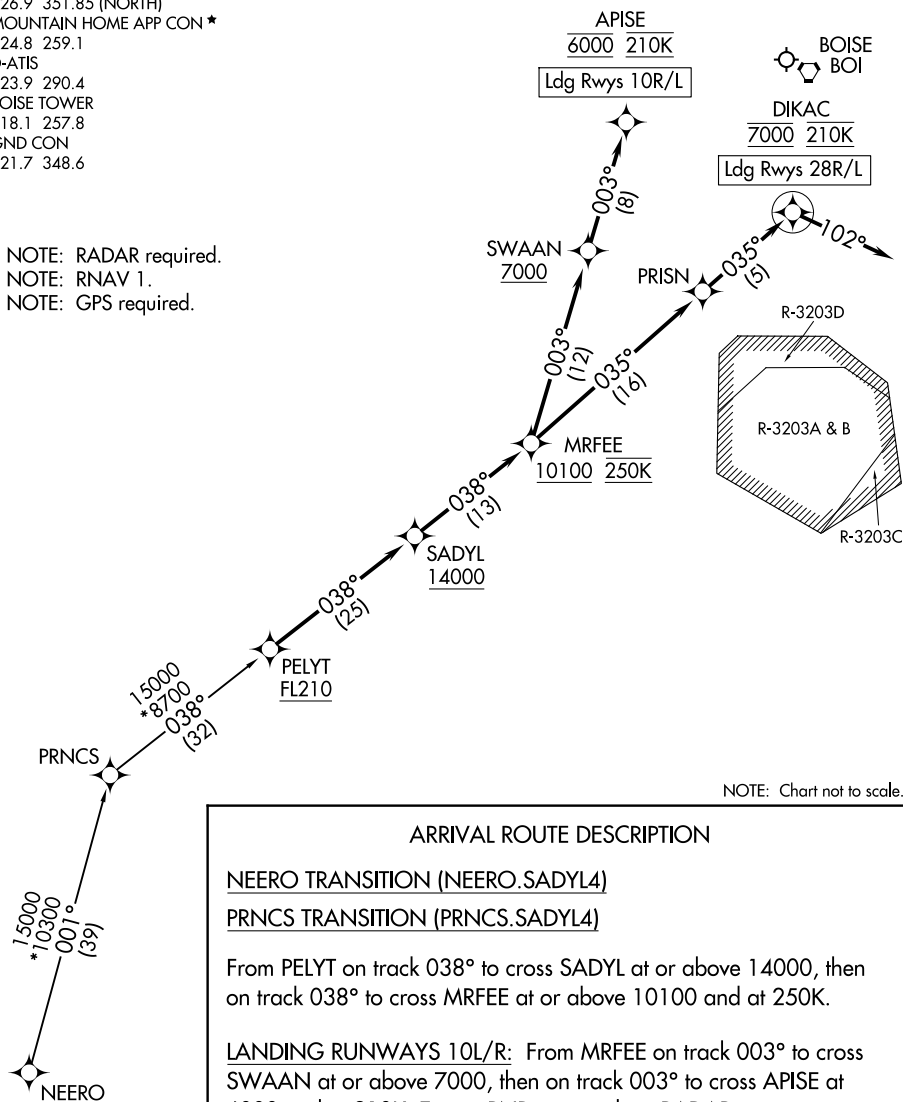 26.9 351.85 (NORTH)
MOUNTAIN HOME APP CON ★
24.8 259.1
-ATIS
23.9 290.4
OISE TOWER
18.1 257.8
GND CON
21.7 348.6
NOTE: RADAR required.
NOTE: RNAV 1.
NOTE: GPS required.
APISE
6000 210K
Ldg Rwys 10R/L
BOISE
BOI
DIKAC
7000 210K
Ldg Rwys 28R/L
003°
(8)
102°
SWAAN
7000
PRISN
035°
(5)
R-3203D
003°
(12)
035°
(16)
R-3203A & B
MRFEE
10100 250K
R-3203C
038°
(13)
SADYL
14000
038°
(25)
PELYT
FL210
15000
*8700
038°
(32)
PRNCS
15000
*10300
001°
(39)
NEERO
NOTE: Chart not to scale.
ARRIVAL ROUTE DESCRIPTION
NEERO TRANSITION (NEERO.SADYL4)
PRNCS TRANSITION (PRNCS.SADYL4)
From PELYT on track 038° to cross SADYL at or above 14000, then
on track 038° to cross MRFEE at or above 10100 and at 250K.
LANDING RUNWAYS 10L/R: From MRFEE on track 003° to cross
SWAAN at or above 7000, then on track 003° to cross APISE at